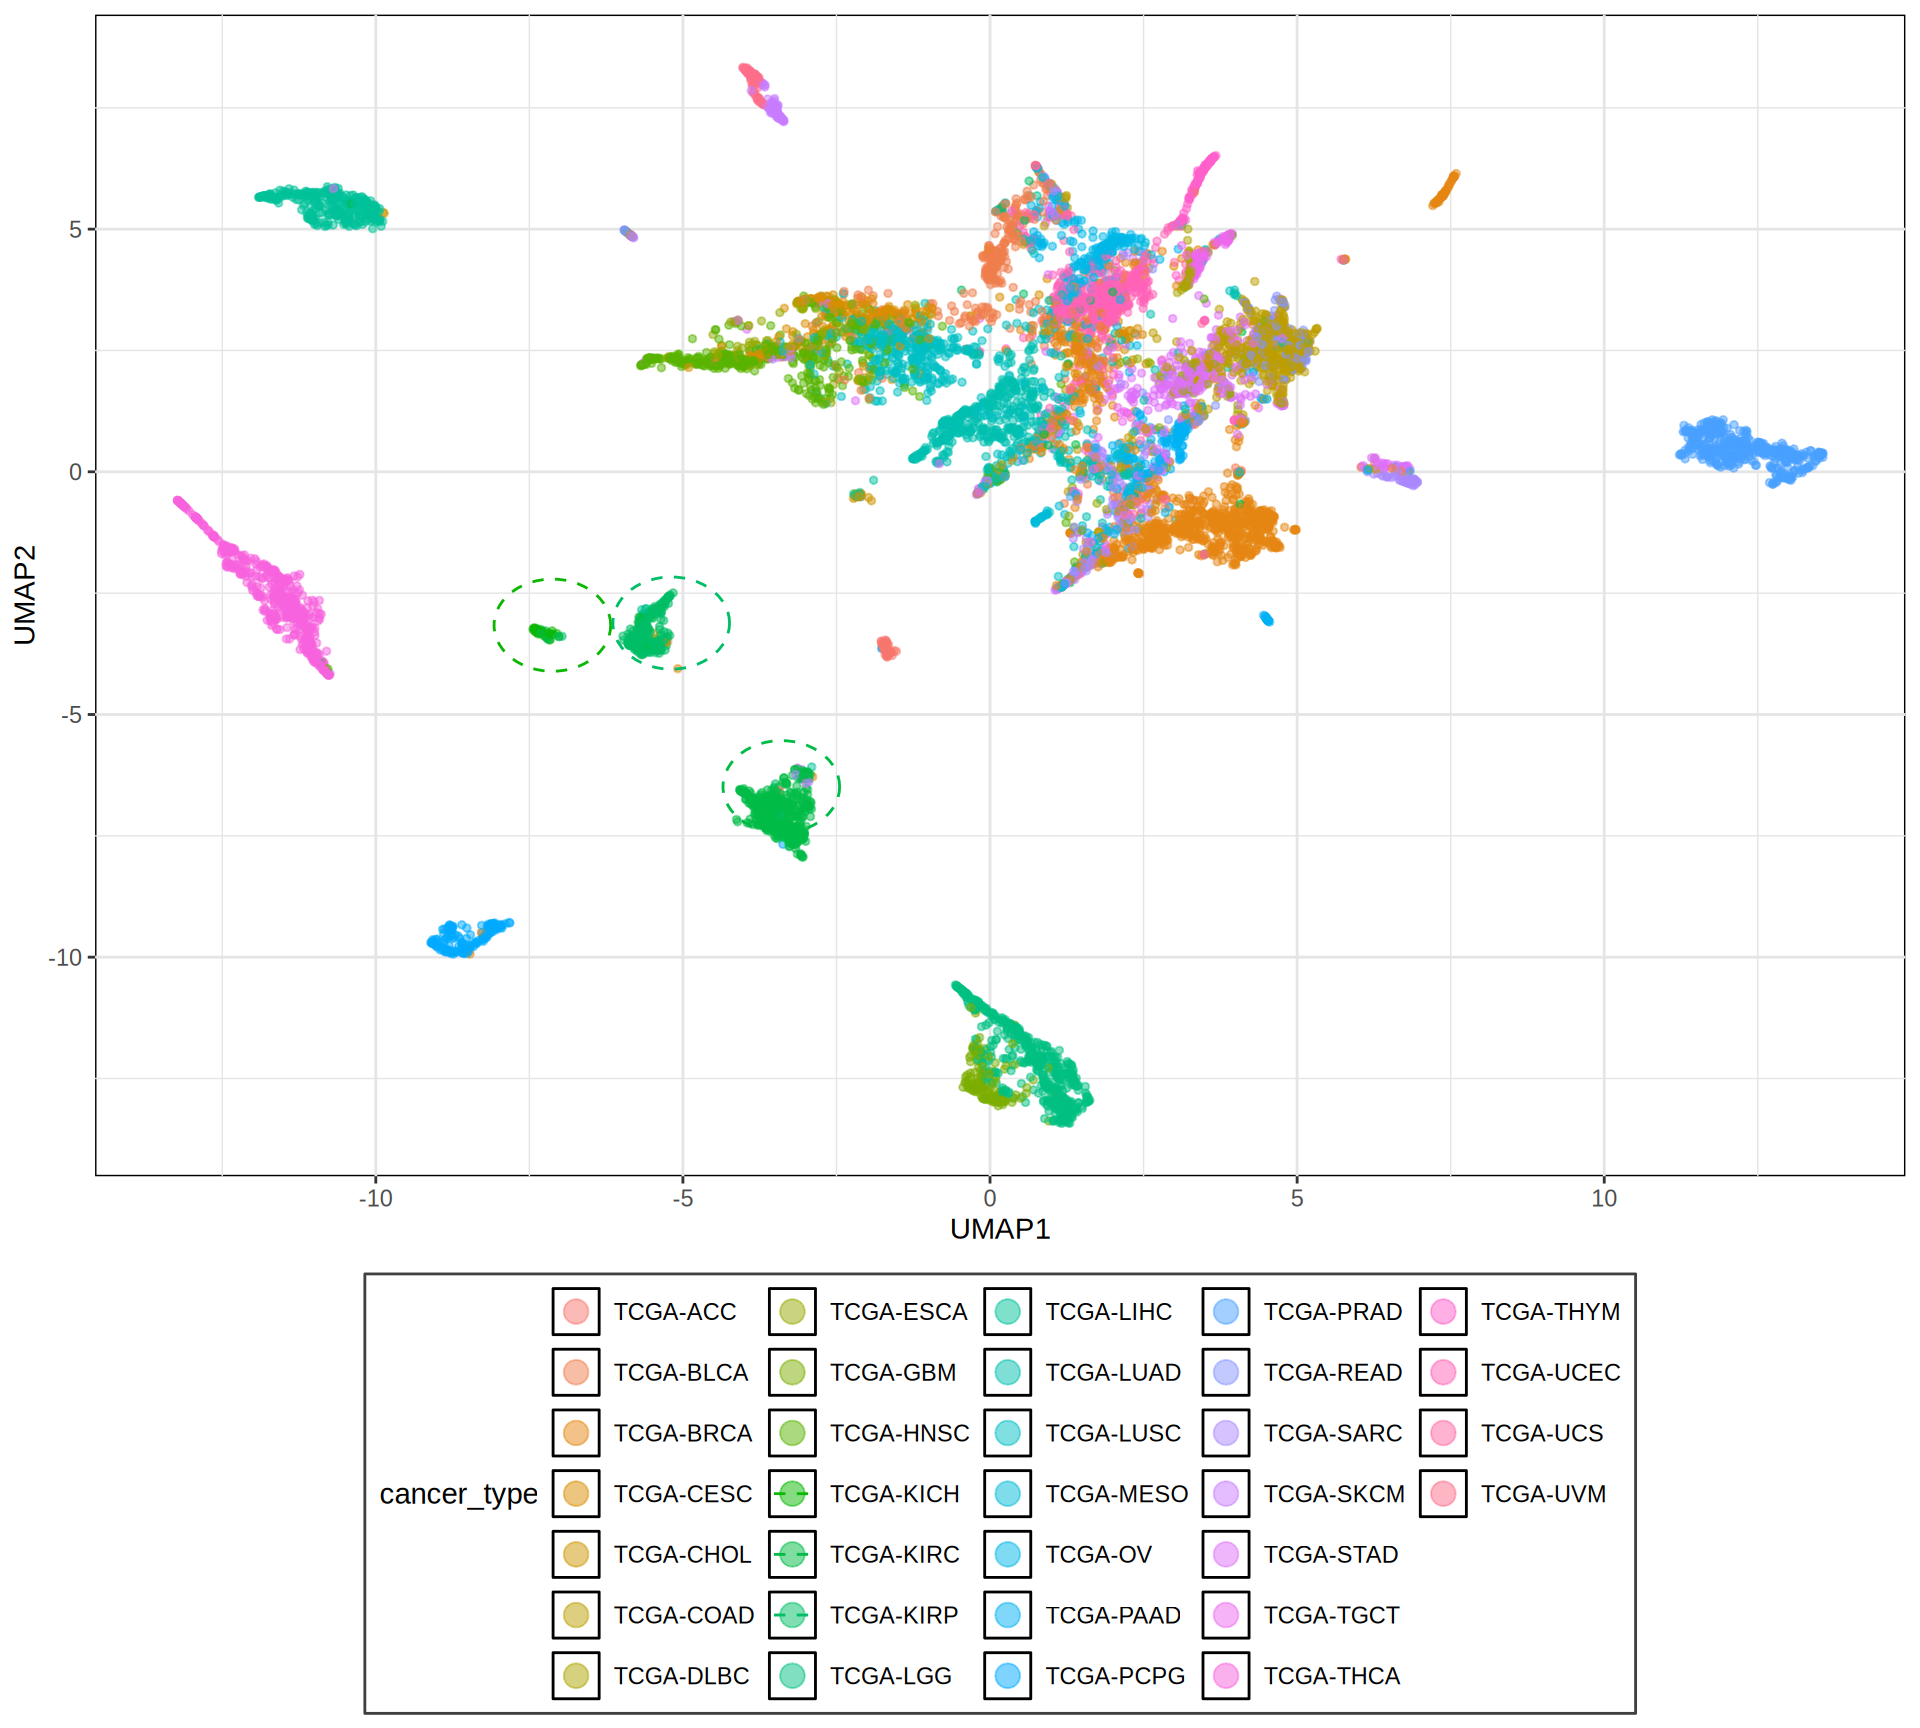 5
0
-5
-10
UMAP2
-10 -5 0 5 10
UMAP1
cancer_type
TCGA-ACC TCGA-ESCA TCGA-LIHC TCGA-PRAD TCGA-THYM
TCGA-BLCA TCGA-GBM TCGA-LUAD TCGA-READ TCGA-UCEC
TCGA-BRCA TCGA-HNSC TCGA-LUSC TCGA-SARC TCGA-UCS
TCGA-CESC TCGA-KICH TCGA-MESO TCGA-SKCM TCGA-UVM
TCGA-CHOL TCGA-KIRC TCGA-OV TCGA-STAD
TCGA-COAD TCGA-KIRP TCGA-PAAD TCGA-TGCT
TCGA-DLBC TCGA-LGG TCGA-PCPG TCGA-THCA